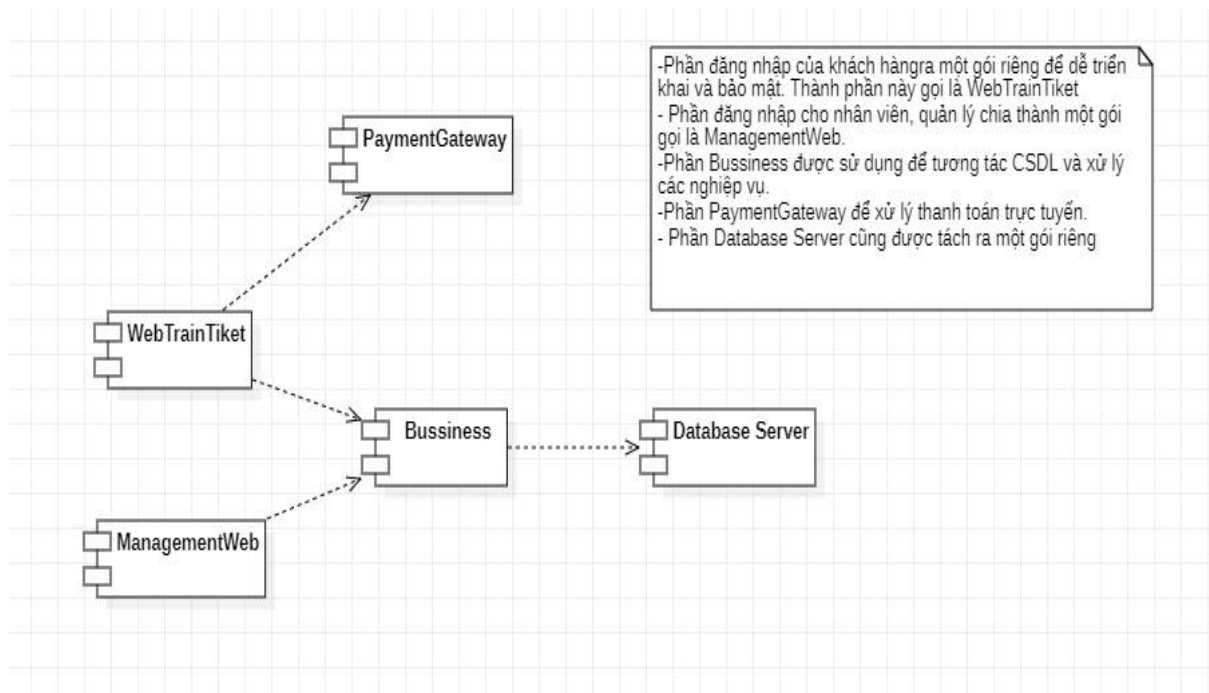 -Phần đăng nhập của khách hàngra một gói riêng để dễ triển
khai và bảo mật. Thành phần này gọi là WebTrainTiket
- Phần đăng nhập cho nhân viên, quản lý chia thành một gói
gọi là ManagementWeb.
-Phần Bussiness được sử dụng để tương tác CSDL và xử lý
các nghiệp vụ.
-Phần PaymentGateway để xử lý thanh toán trực tuyến.
- Phần Database Server cũng được tách ra một gói riêng
PaymentGateway
WebTrainTiket
Bussiness
Database Server
ManagementWeb